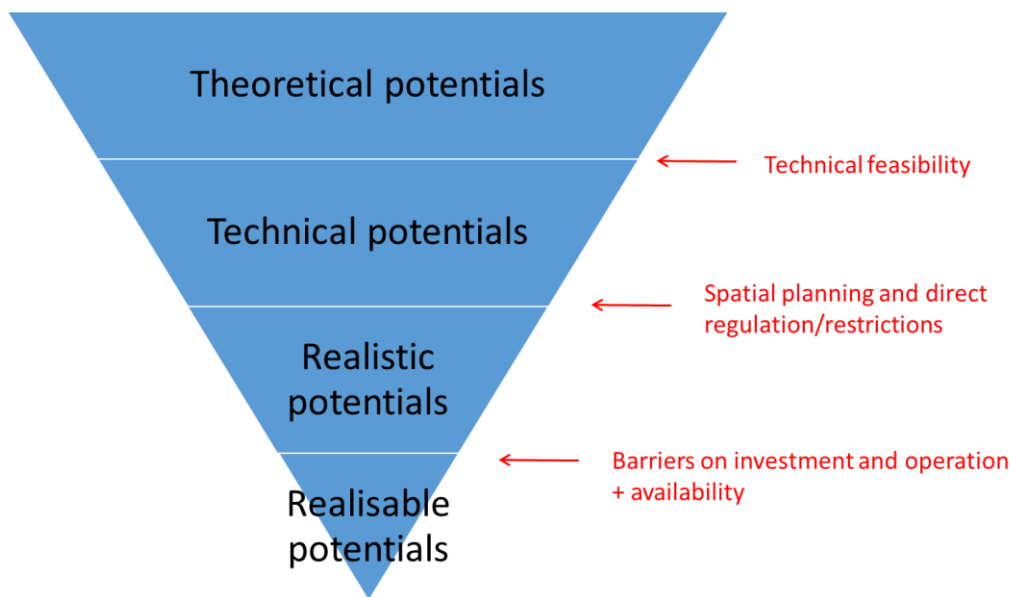 Theoretical potentials
Technical feasibility
Technical potentials
Spatial planning and direct
regulation/restrictions
Realistic
potentials
Barriers on investment and operation
+ availability
Realisable
potentials